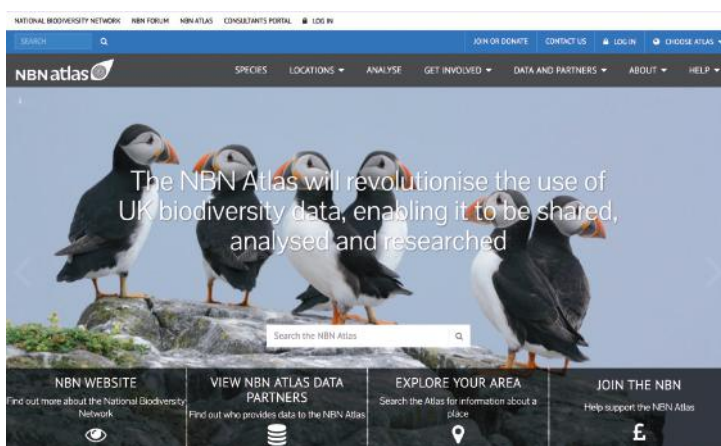 NATIONAL BIODIVERSITY NETWORK NBN FORUM NBN ATLAS CONSULTANTS PORTAL LOG IN
SEARCH JOIN OR DONATE CONTACT US LOG IN CHOOSE ATLAS
NBN atlas SPECIES LOCATIONS ANALYSE GET INVOLVED DATA AND PARTNERS ABOUT HELP
The NBN Atlas will revolutionise the use of
UK biodiversity data, enabling it to be shared,
analysed and researched
Search the NBN Atlas
NBN WEBSITE
Find out more about the National Biodiversity
Network
VIEW NBN ATLAS DATA
PARTNERS
Find out who provides data to the NBN Atlas
EXPLORE YOUR AREA
Search the Atlas for information about a
place
JOIN THE NBN
Help support the NBN Atlas
£